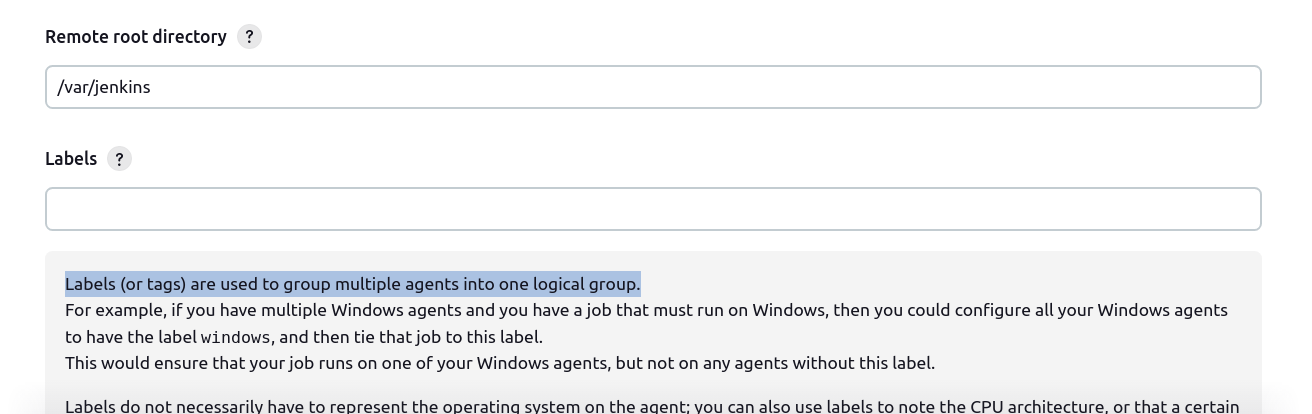 Remote root directory ?
/var/jenkins
Labels ?
Labels (or tags) are used to group multiple agents into one logical group.
For example, if you have multiple Windows agents and you have a job that must run on Windows, then you could configure all your Windows agents
to have the label windows, and then tie that job to this label.
This would ensure that your job runs on one of your Windows agents, but not on any agents without this label.
Labels do not necessarily have to represent the operating system on the agent; you can also use labels to note the CPU architecture, or that a certain